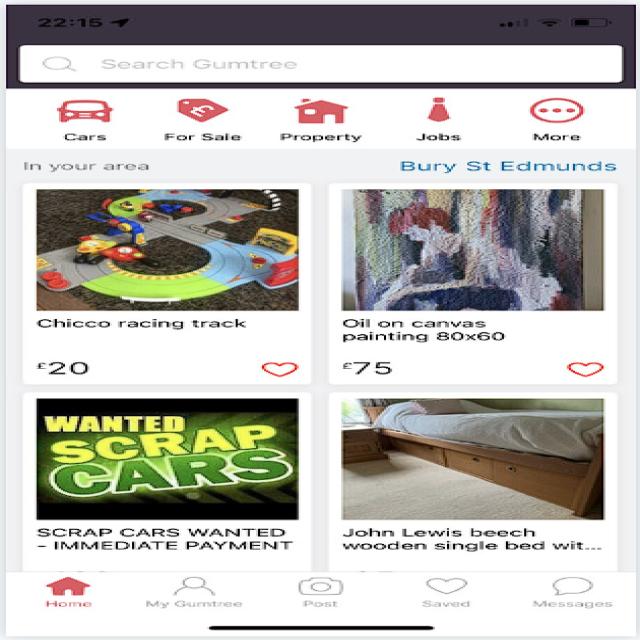 22:15
Search Gumtree
Cars
For Sale
Property
Jobs
More
In your area
Bury St Edmunds
Chicco racing track
£20
Oil on canvas
painting 80x60
£75
WANTED
SCRAP
CARS
SCRAP CARS WANTED
- IMMEDIATE PAYMENT
John Lewis beech
wooden single bed wit...
Home
My Gumtree
Post
Saved
Messages